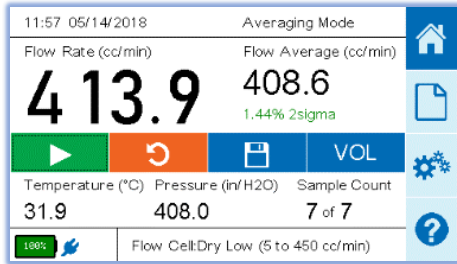 11:57 05/14/2018 Averaging Mode
Flow Rate (cc/min) Flow Average (cc/min)
413.9 408.6
1.44% 2sigma
VOL
Temperature (°C) Pressure (in/H2O) Sample Count
31.9 408.0 7 of 7
100% Flow Cell:Dry Low (5 to 450 cc/min)
?